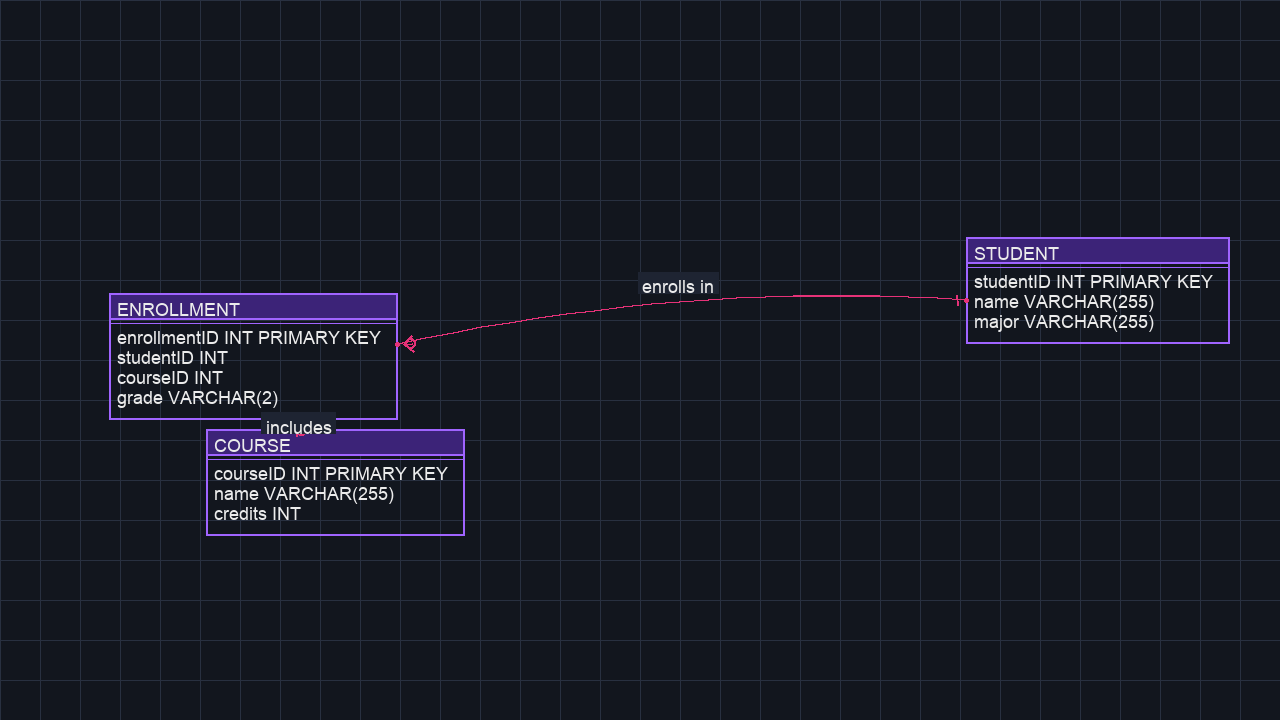 ENROLLMENT
enrollmentID INT PRIMARY KEY
studentID INT
courseID INT
grade VARCHAR(2)
includes
COURSE
courseID INT PRIMARY KEY
name VARCHAR(255)
credits INT
enrolls in
STUDENT
studentID INT PRIMARY KEY
name VARCHAR(255)
major VARCHAR(255)